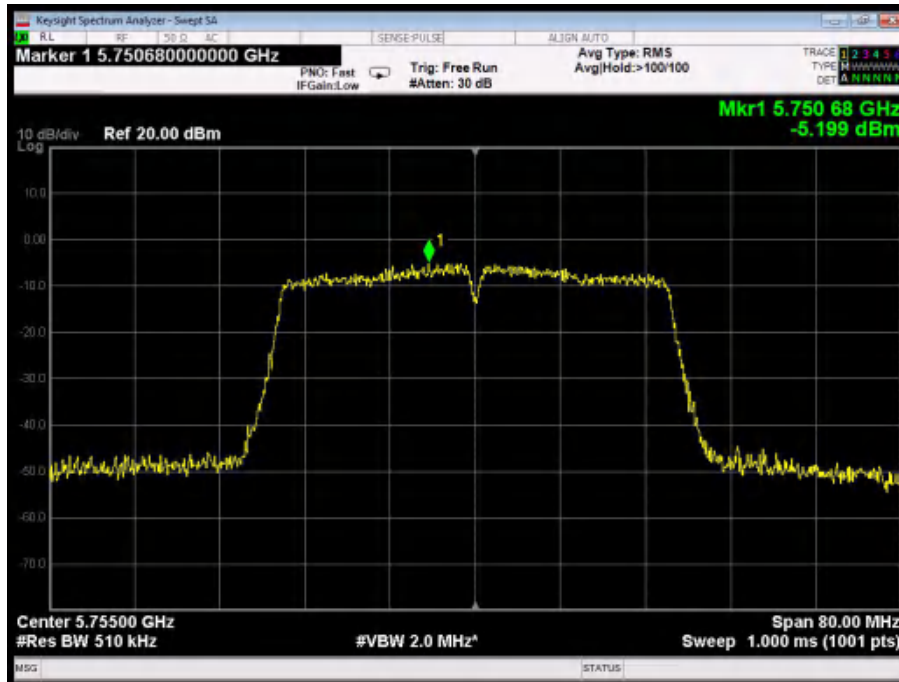 Keysight Spectrum Analyzer - Swept SA
RL RF 50 Ω AC SENSE:PULSE ALIGN AUTO
Marker 1 5.750680000000 GHz
PNO: Fast
IFGain:Low
Trig: Free Run
#Atten: 30 dB
Avg Type: RMS
Avg|Hold:>100/100
TRACE 1 2 3 4 5 6
TYPE M
DET A N N N N N
Mkr1 5.750 68 GHz
-5.199 dBm
10 dB/div Ref 20.00 dBm
Log
10.0
0.00
-10.0
-20.0
-30.0
-40.0
-50.0
-60.0
-70.0
1
Center 5.75500 GHz
Span 80.00 MHz
#Res BW 510 kHz
#VBW 2.0 MHz*
Sweep 1.000 ms (1001 pts)
MSG
STATUS